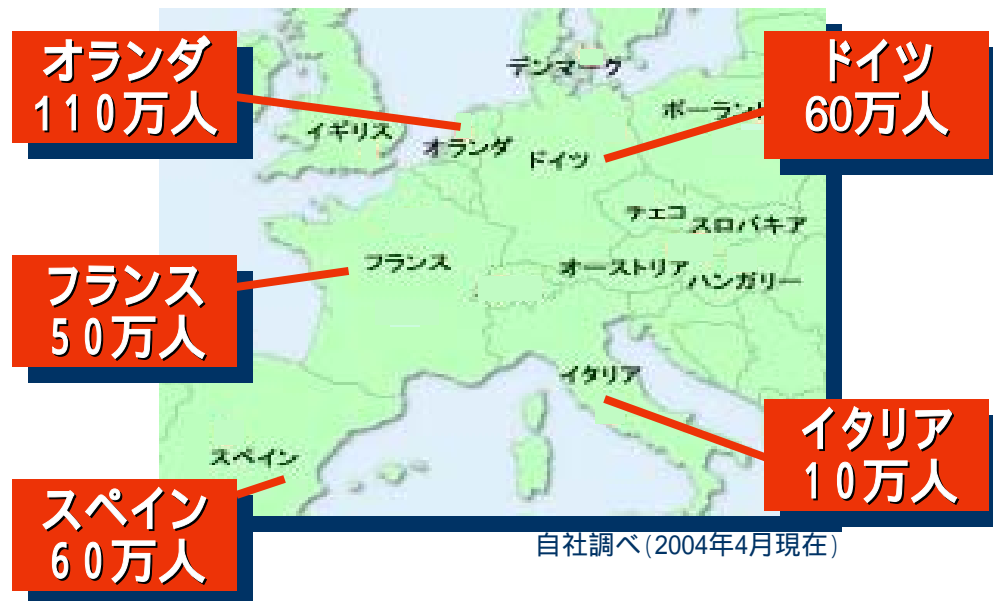 オランダ
110万人
ドイツ
60万人
デンマーク
ポーランド
イギリス
オランダ
ドイツ
チェコ
スロバキア
フランス
50万人
フランス
オーストリア
ハンガリー
イタリア
イタリア
10万人
スペイン
スペイン
60万人
自社調べ(2004年4月現在)